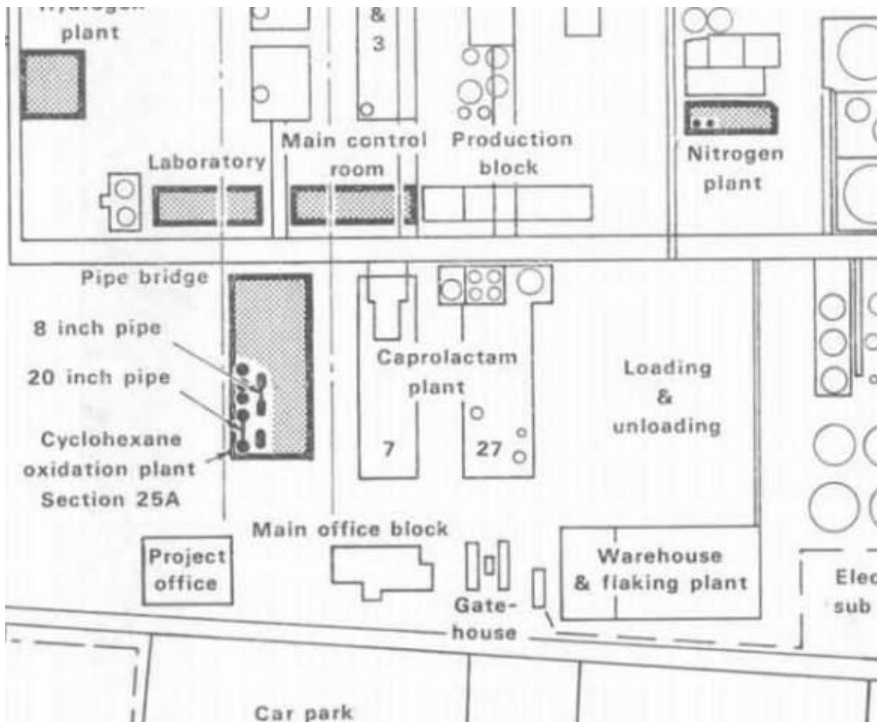 Hydrogen
plant
&
3
Laboratory
Main control
room
Production
block
Nitrogen
plant
Pipe bridge
8 inch pipe
20 inch pipe
Cyclohexane
oxidation plant
Section 25A
Caprolactam
plant
7
27
Loading
&
unloading
Main office block
Project
office
Gate-
house
Warehouse
& flaking plant
Elec
sub
Car park